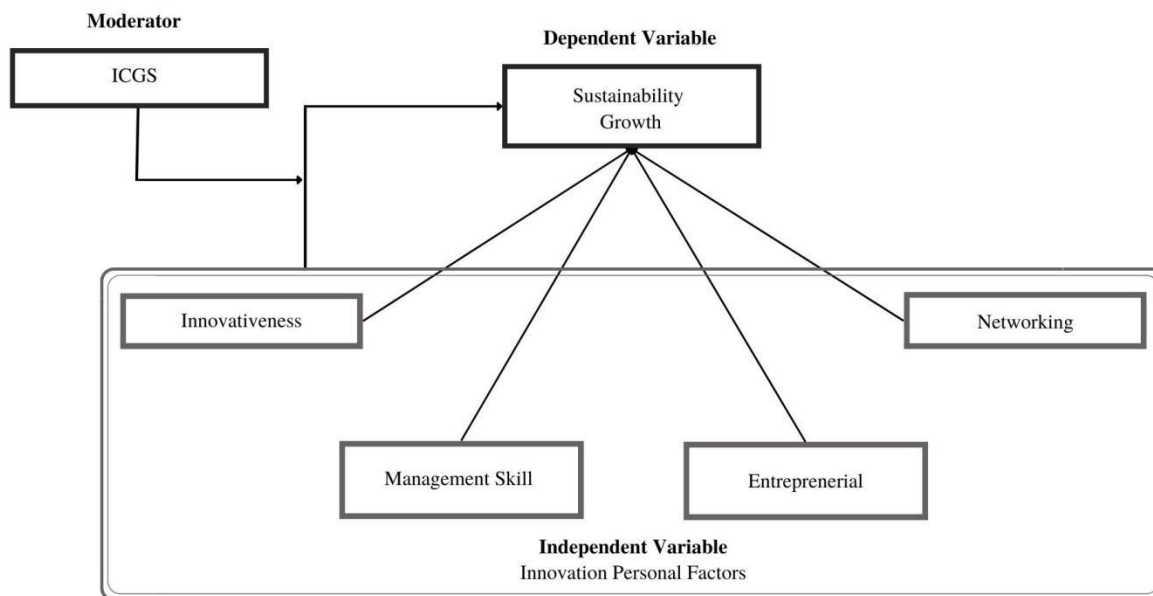 Moderator
ICGS
Dependent Variable
Sustainability
Growth
Innovativeness
Networking
Management Skill
Entreprenerial
Independent Variable
Innovation Personal Factors